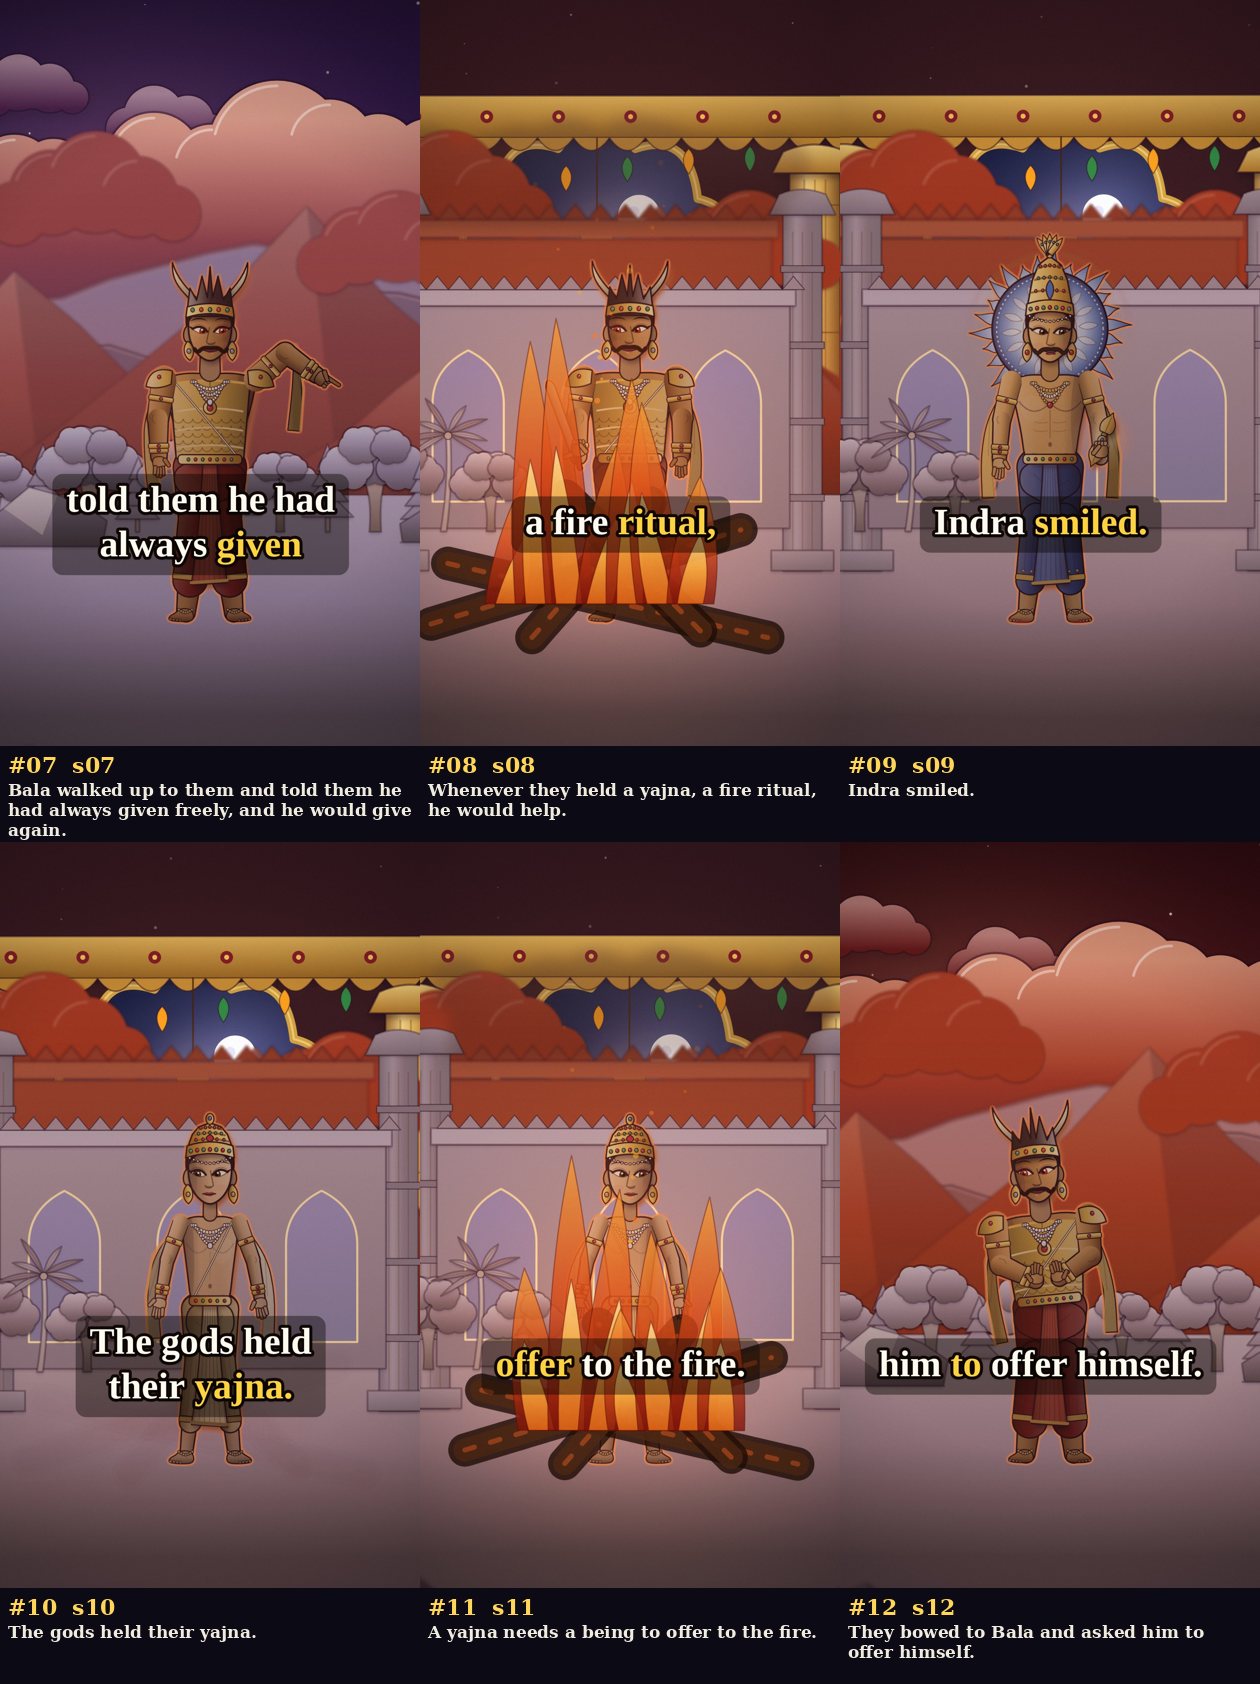 told them he had
always given
a fire ritual,
Indra smiled.
#07 s07
Bala walked up to them and told them he
had always given freely, and he would give
again.
#08 s08
Whenever they held a yajna, a fire ritual,
he would help.
#09 s09
Indra smiled.
The gods held
their yajna.
offer to the fire.
him to offer himself.
#10 s10
The gods held their yajna.
#11 s11
A yajna needs a being to offer to the fire.
#12 s12
They bowed to Bala and asked him to
offer himself.